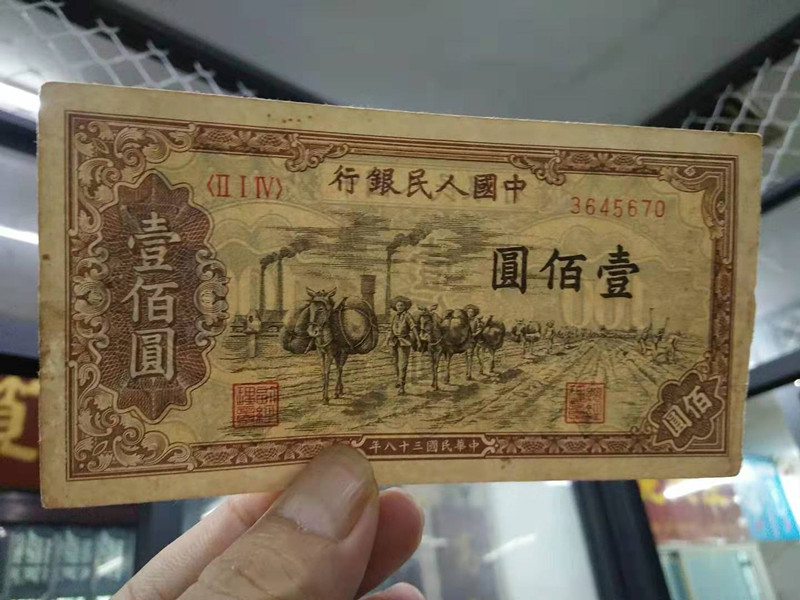 中國人民銀行
〈II I IV〉
3645670
壹佰圓
壹佰圓
佰圓
中華民國三十八年